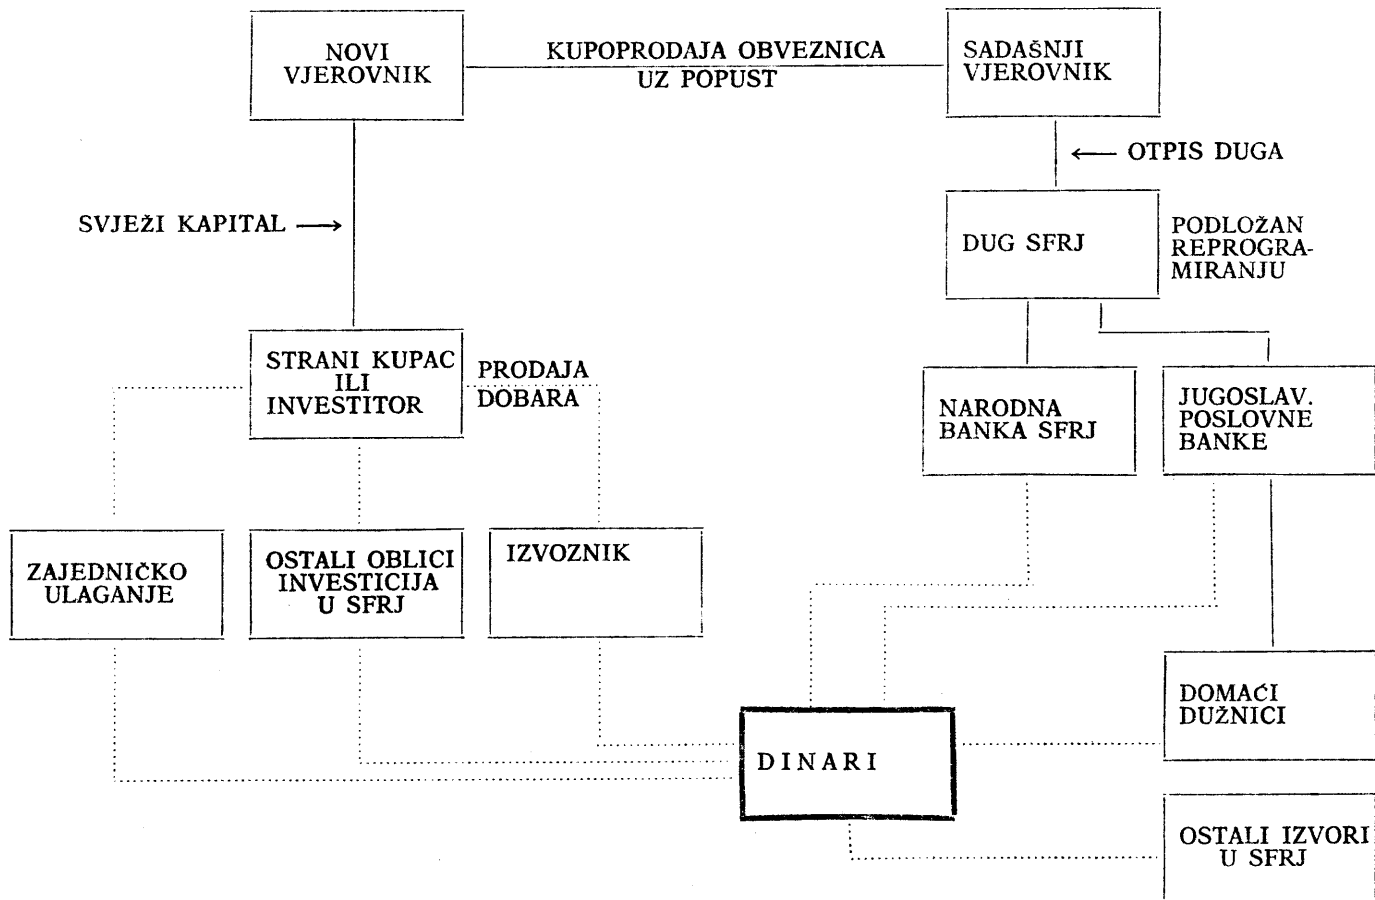 NOVI
VJEROVNIK
KUPOPRODAJA OBVEZNICA
UZ POPUST
SADAŠNJI
VJEROVNIK
← OTPIS DUGA
SVJEŽI KAPITAL →
DUG SFRJ
PODLOŽAN
REPROGRA-
MIRANJU
STRANI KUPAC
ILI
INVESTITOR
PRODAJA
DOBARA
NARODNA
BANKA SFRJ
JUGOSLAV.
POSLOVNE
BANKE
ZAJEDNIČKO
ULAGANJE
OSTALI OBLICI
INVESTICIJA
U SFRJ
IZVOZNIK
DOMAĆI
DUŽNICI
DINARI
OSTALI IZVORI
U SFRJ